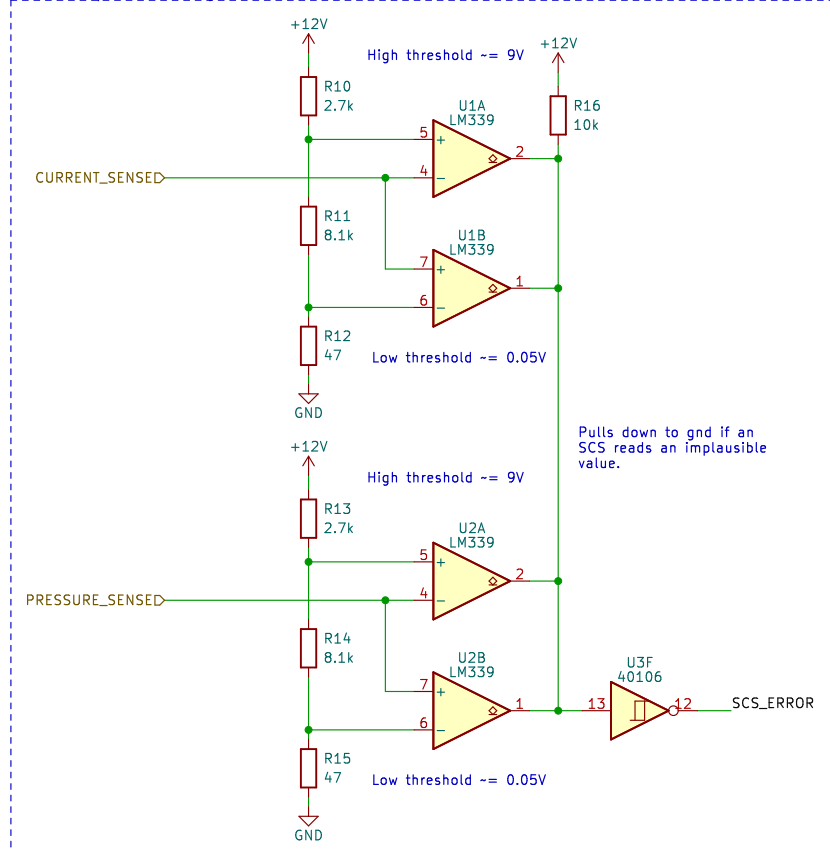 +12V
High threshold ~= 9V
+12V
R10
2.7k
U1A
LM339
R16
10k
5
+
2
4
-
CURRENT_SENSE
R11
8.1k
U1B
LM339
7
+
1
6
-
R12
47
Low threshold ~= 0.05V
GND
Pulls down to gnd if an
SCS reads an implausible
value.
+12V
High threshold ~= 9V
R13
2.7k
U2A
LM339
5
+
2
4
-
PRESSURE_SENSE
R14
8.1k
U2B
LM339
U3F
40106
7
+
1
13
12
SCS_ERROR
6
-
R15
47
Low threshold ~= 0.05V
GND